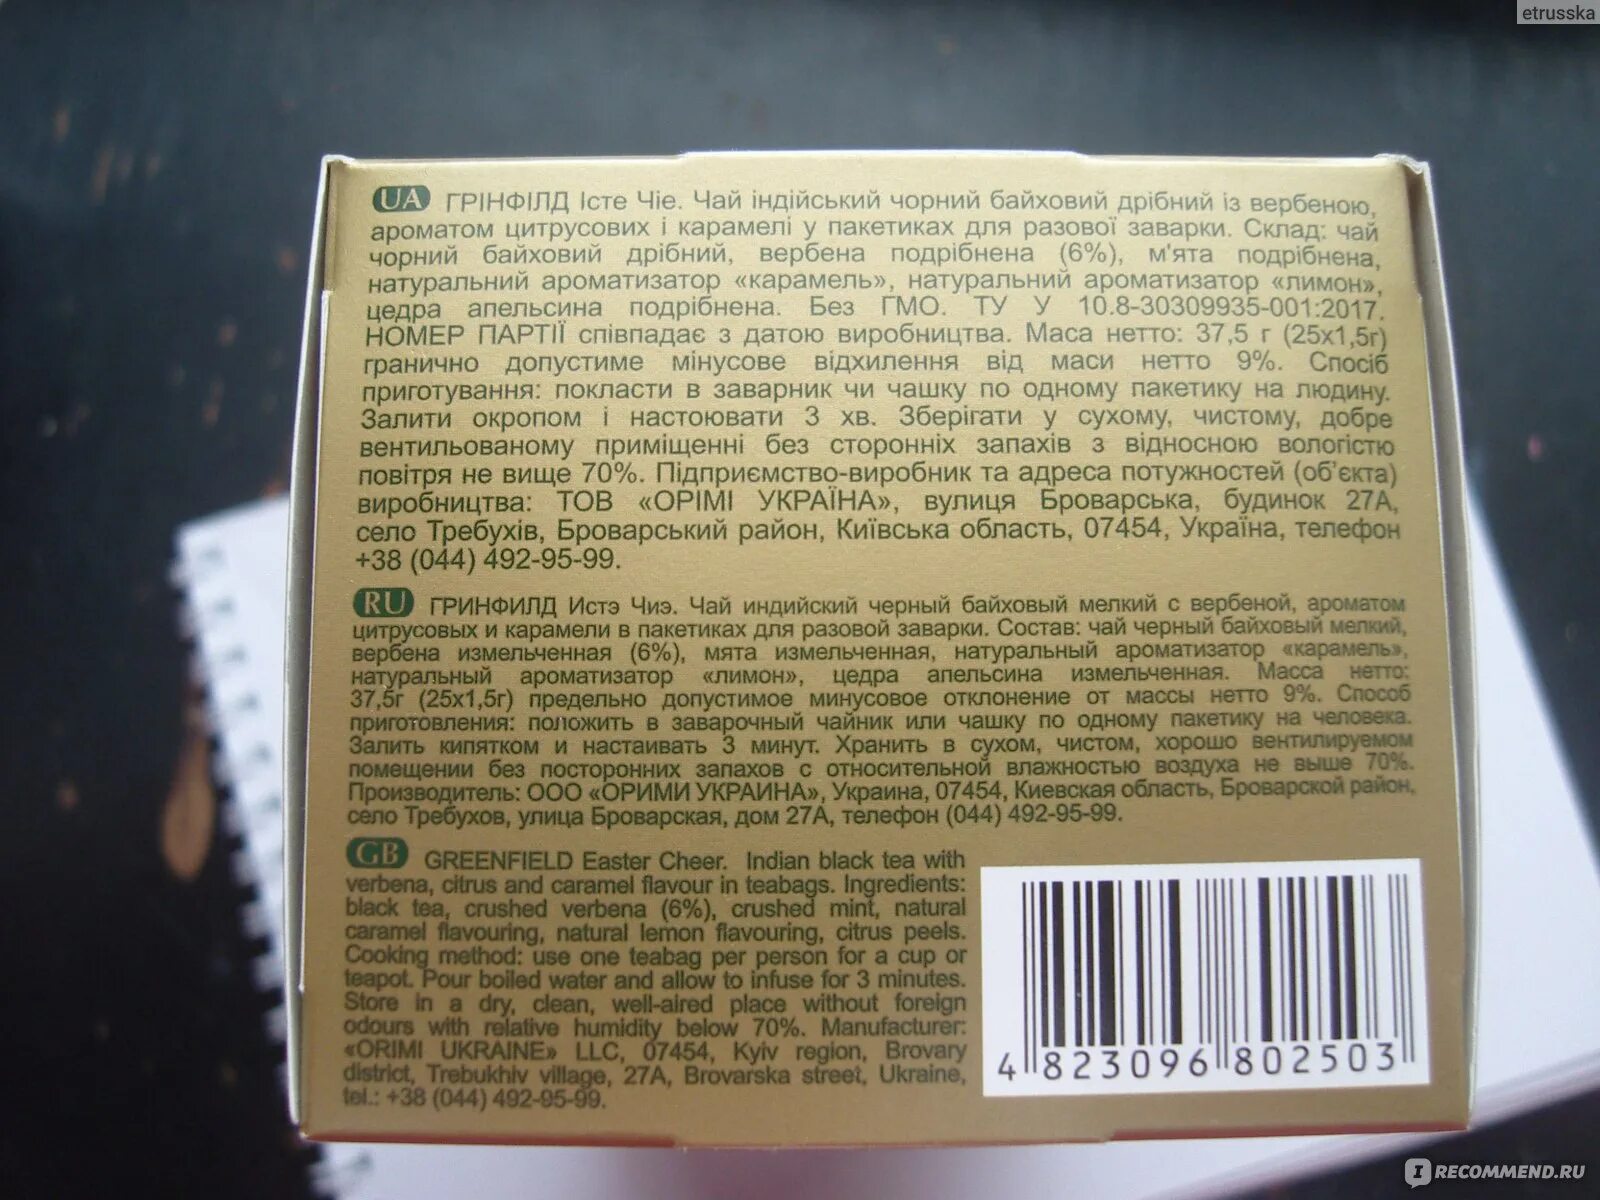 etrusska
UA ГРІНФІЛД Істе Чіе. Чай індійський чорний байховий дрібний із вербеною,
ароматом цитрусових і карамелі у пакетиках для разової заварки. Склад: чай
чорний байховий дрібний, вербена подрібнена (6%), м'ята подрібнена,
натуральний ароматизатор «карамель», натуральний ароматизатор «лимон»,
цедра апельсина подрібнена. Без ГМО. ТУ У 10.8-30309935-001:2017.
НОМЕР ПАРТІЇ співпадає з датою виробництва. Маса нетто: 37,5 г (25х1,5г)
гранично допустиме мінусове відхилення від маси нетто 9%. Спосіб
приготування: покласти в заварник чи чашку по одному пакетику на людину.
Залити окропом і настоювати 3 хв. Зберігати у сухому, чистому, добре
вентильованому приміщенні без сторонніх запахів з відносною вологістю
повітря не вище 70%. Підприємство-виробник та адреса потужностей (об'єкта)
виробництва: ТОВ «ОРІМІ УКРАЇНА», вулиця Броварська, будинок 27А,
село Требухів, Броварський район, Київська область, 07454, Україна, телефон
+38 (044) 492-95-99.
RU ГРИНФИЛД Истэ Чиэ. Чай индийский черный байховый мелкий с вербеной, ароматом
цитрусовых и карамели в пакетиках для разовой заварки. Состав: чай черный байховый мелкий,
вербена измельченная (6%), мята измельченная, натуральный ароматизатор «карамель»,
натуральный ароматизатор «лимон», цедра апельсина измельченная. Масса нетто:
37,5г (25х1,5г) предельно допустимое минусовое отклонение от массы нетто 9%. Способ
приготовления: положить в заварочный чайник или чашку по одному пакетику на человека.
Залить кипятком и настаивать 3 минут. Хранить в сухом, чистом, хорошо вентилируемом
помещении без посторонних запахов с относительной влажностью воздуха не выше 70%.
Производитель: ООО «ОРИМИ УКРАИНА», Украина, 07454, Киевская область, Броварской район,
село Требухов, улица Броварская, дом 27А, телефон (044) 492-95-99.
GB GREENFIELD Easter Cheer. Indian black tea with
verbena, citrus and caramel flavour in teabags. Ingredients:
black tea, crushed verbena (6%), crushed mint, natural
caramel flavouring, natural lemon flavouring, citrus peels.
Cooking method: use one teabag per person for a cup or
teapot. Pour boiled water and allow to infuse for 3 minutes.
Store in a dry, clean, well-aired place without foreign
odours with relative humidity below 70%. Manufacturer:
«ORIMI UKRAINE» LLC, 07454, Kyiv region, Brovary
district, Trebukhiv village, 27A, Brovarska street, Ukraine,
tel.: +38 (044) 492-95-99.
4 823096 802503
IRECOMMEND.RU